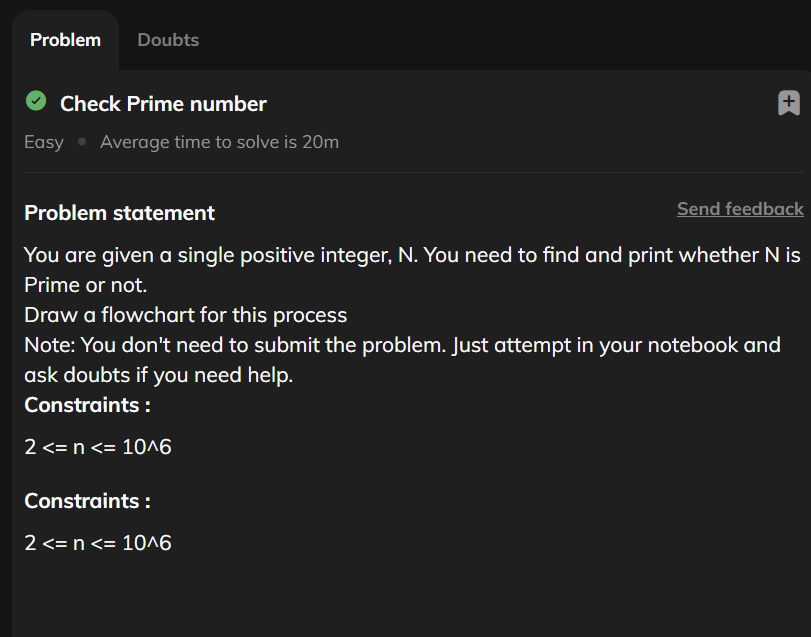 Problem
Doubts
Check Prime number
Easy • Average time to solve is 20m
Problem statement
Send feedback
You are given a single positive integer, N. You need to find and print whether N is
Prime or not.
Draw a flowchart for this process
Note: You don't need to submit the problem. Just attempt in your notebook and
ask doubts if you need help.
Constraints :
2 <= n <= 10^6
Constraints :
2 <= n <= 10^6